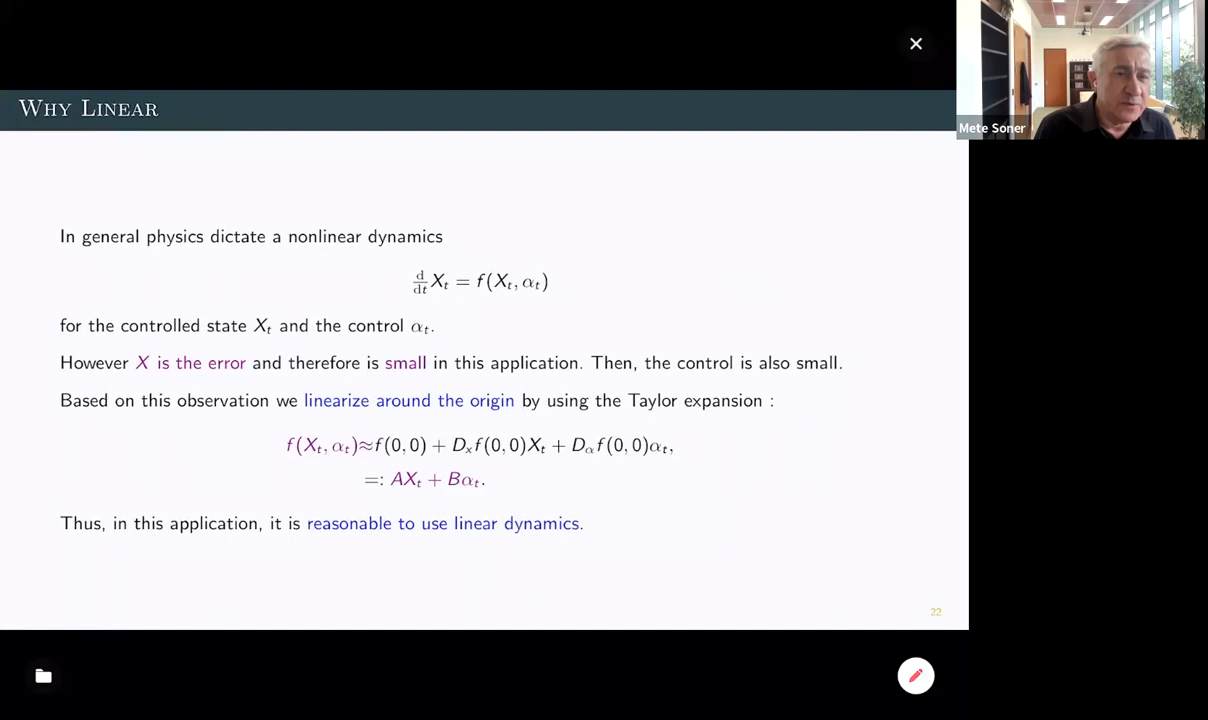 Why Linear
Mete Soner
In general physics dictate a nonlinear dynamics
d/dt X_t = f(X_t, α_t)
for the controlled state X_t and the control α_t.
However X is the error and therefore is small in this application. Then, the control is also small.
Based on this observation we linearize around the origin by using the Taylor expansion :
f(X_t, α_t)≈f(0,0) + D_x f(0,0)X_t + D_α f(0,0)α_t,
=: AX_t + Bα_t.
Thus, in this application, it is reasonable to use linear dynamics.
22